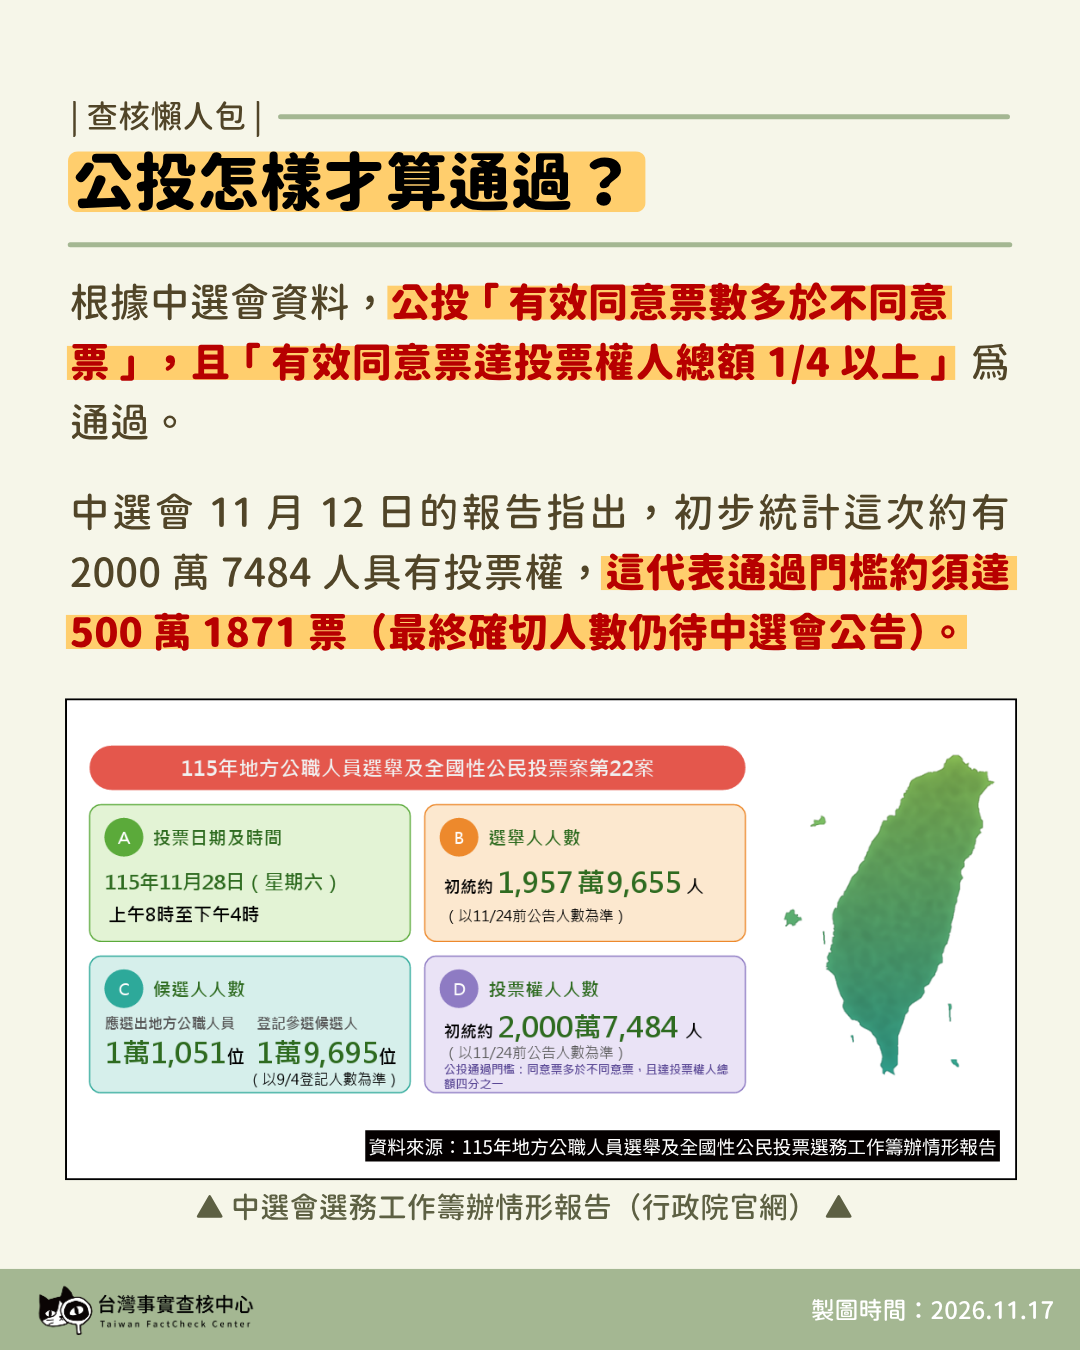 | 查核懶人包 |
公投怎樣才算通過？
根據中選會資料，公投「有效同意票數多於不同意
票」，且「有效同意票達投票權人總額 1/4 以上」為
通過。
中選會 11 月 12 日的報告指出，初步統計這次約有
2000 萬 7484 人具有投票權，這代表通過門檻約須達
500 萬 1871 票（最終確切人數仍待中選會公告）。
115年地方公職人員選舉及全國性公民投票案第22案
A 投票日期及時間
115年11月28日（星期六）
上午8時至下午4時
B 選舉人人數
初統約 1,957萬9,655 人
（以11/24前公告人數為準）
C 候選人人數
應選出地方公職人員 登記參選候選人
1萬1,051位 1萬9,695位
（以9/4登記人數為準）
D 投票權人人數
初統約 2,000萬7,484 人
（以11/24前公告人數為準）
公投通過門檻：同意票多於不同意票，且達投票權人總
額四分之一
資料來源：115年地方公職人員選舉及全國性公民投票選務工作籌辦情形報告
▲ 中選會選務工作籌辦情形報告（行政院官網） ▲
台灣事實查核中心
Taiwan FactCheck Center
製圖時間：2026.11.17